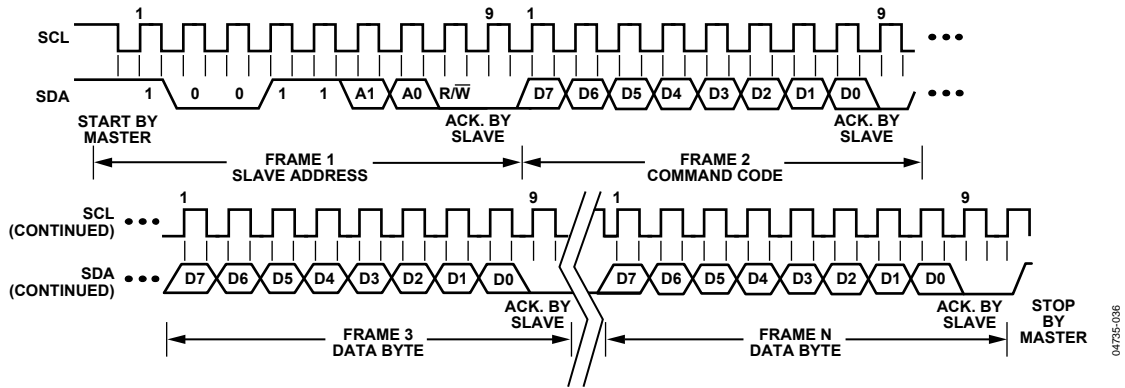 1 9 1 9
SCL
SDA 1 0 0 1 1 A1 A0 R/W̅ D7 D6 D5 D4 D3 D2 D1 D0
START BY MASTER
ACK. BY SLAVE
ACK. BY SLAVE
FRAME 1
SLAVE ADDRESS
FRAME 2
COMMAND CODE
1 9 1 9
SCL
(CONTINUED)
SDA
(CONTINUED)
D7 D6 D5 D4 D3 D2 D1 D0
D7 D6 D5 D4 D3 D2 D1 D0
ACK. BY
SLAVE
ACK. BY
SLAVE
STOP
BY
MASTER
FRAME 3
DATA BYTE
FRAME N
DATA BYTE
04735-036